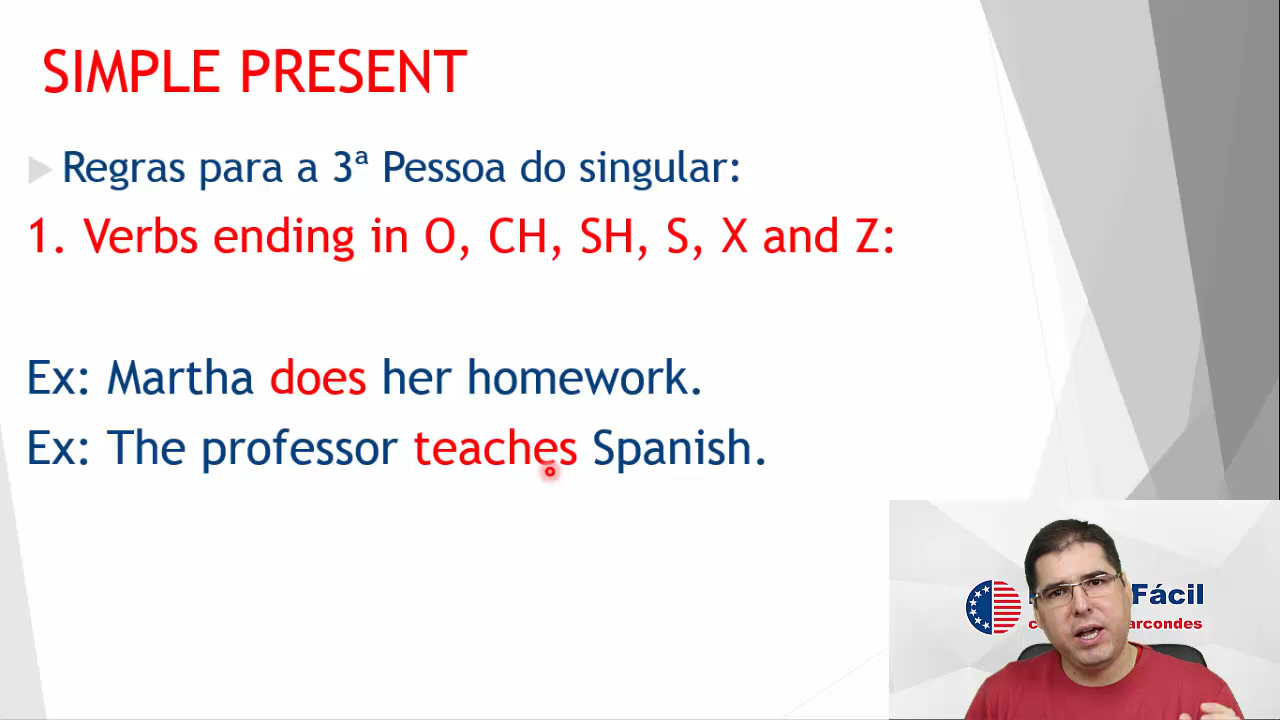 SIMPLE PRESENT
Regras para a 3ª Pessoa do singular:
1. Verbs ending in O, CH, SH, S, X and Z:
Ex: Martha does her homework.
Ex: The professor teaches Spanish.
Fácil